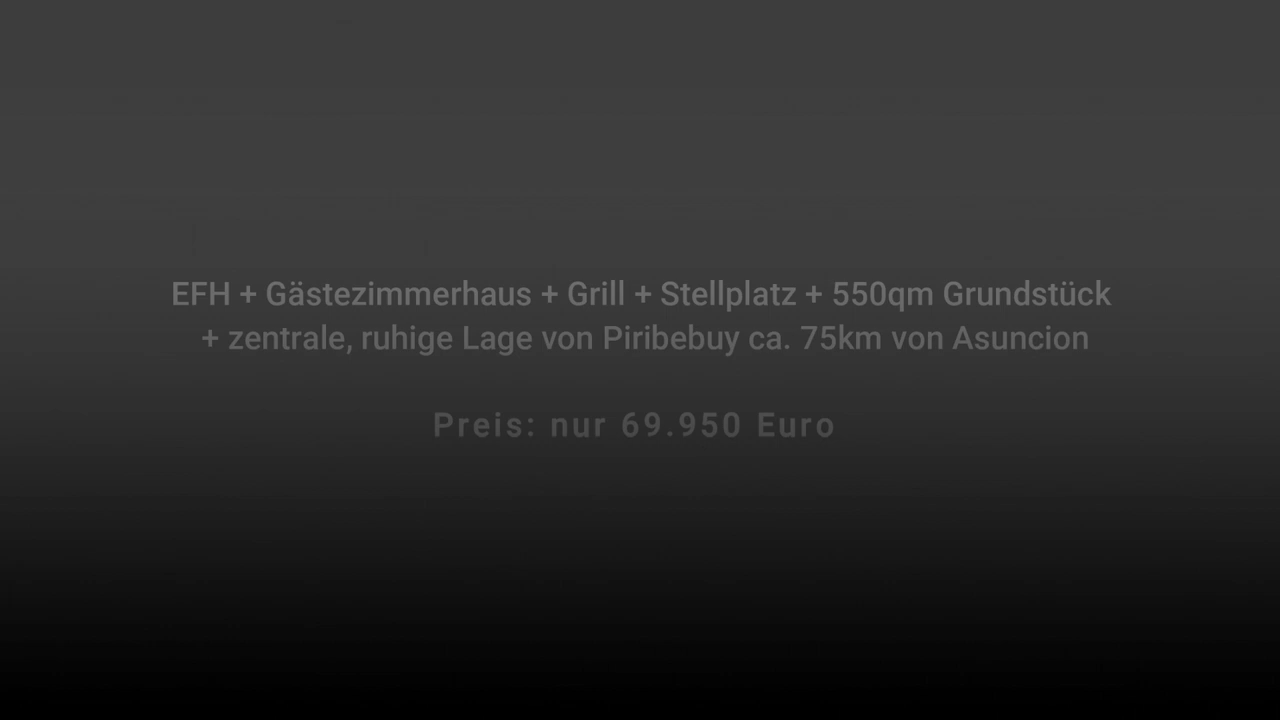 EFH + Gästezimmerhaus + Grill + Stellplatz + 550qm Grundstück
+ zentrale, ruhige Lage von Piribebuy ca. 75km von Asuncion
Preis: nur 69.950 Euro